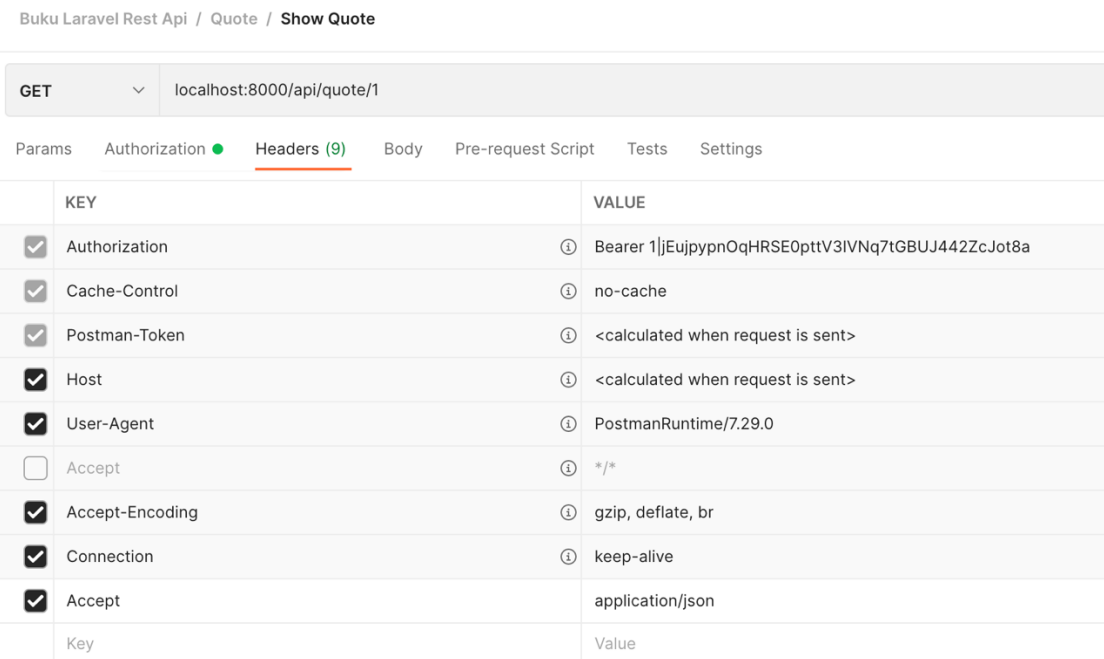 Buku Laravel Rest Api / Quote / Show Quote
GET localhost:8000/api/quote/1
Params Authorization Headers (9) Body Pre-request Script Tests Settings
KEY VALUE
Authorization Bearer 1|jEujpypnOqHRSE0pttV3lVNq7tGBUJ442ZcJot8a
Cache-Control no-cache
Postman-Token <calculated when request is sent>
Host <calculated when request is sent>
User-Agent PostmanRuntime/7.29.0
Accept */*
Accept-Encoding gzip, deflate, br
Connection keep-alive
Accept application/json
Key Value